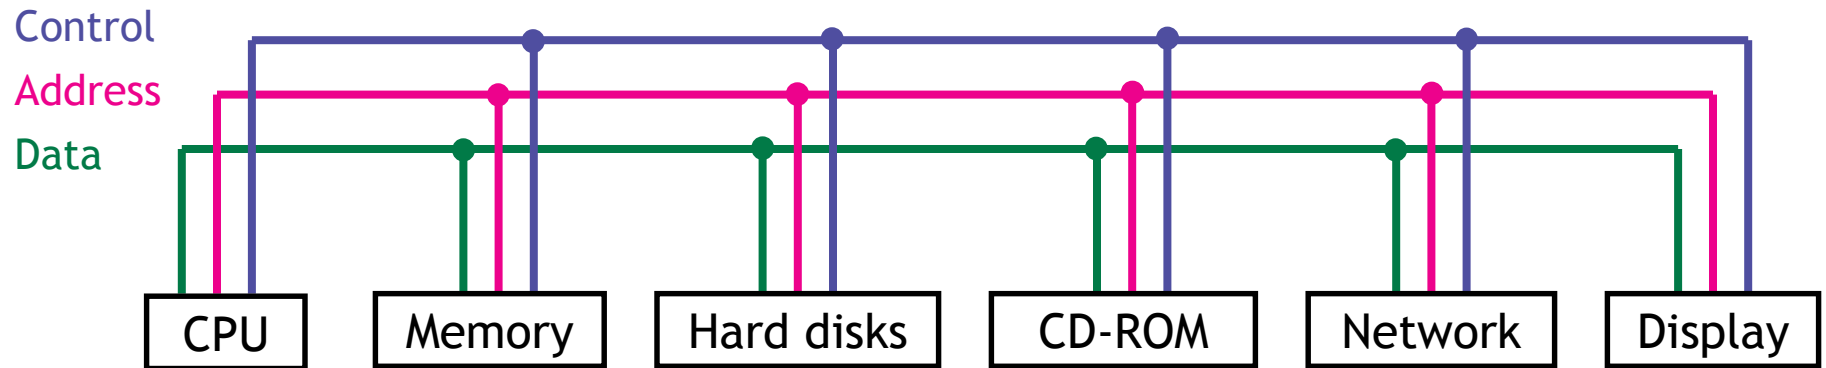 Control
Address
Data
CPU
Memory
Hard disks
CD-ROM
Network
Display